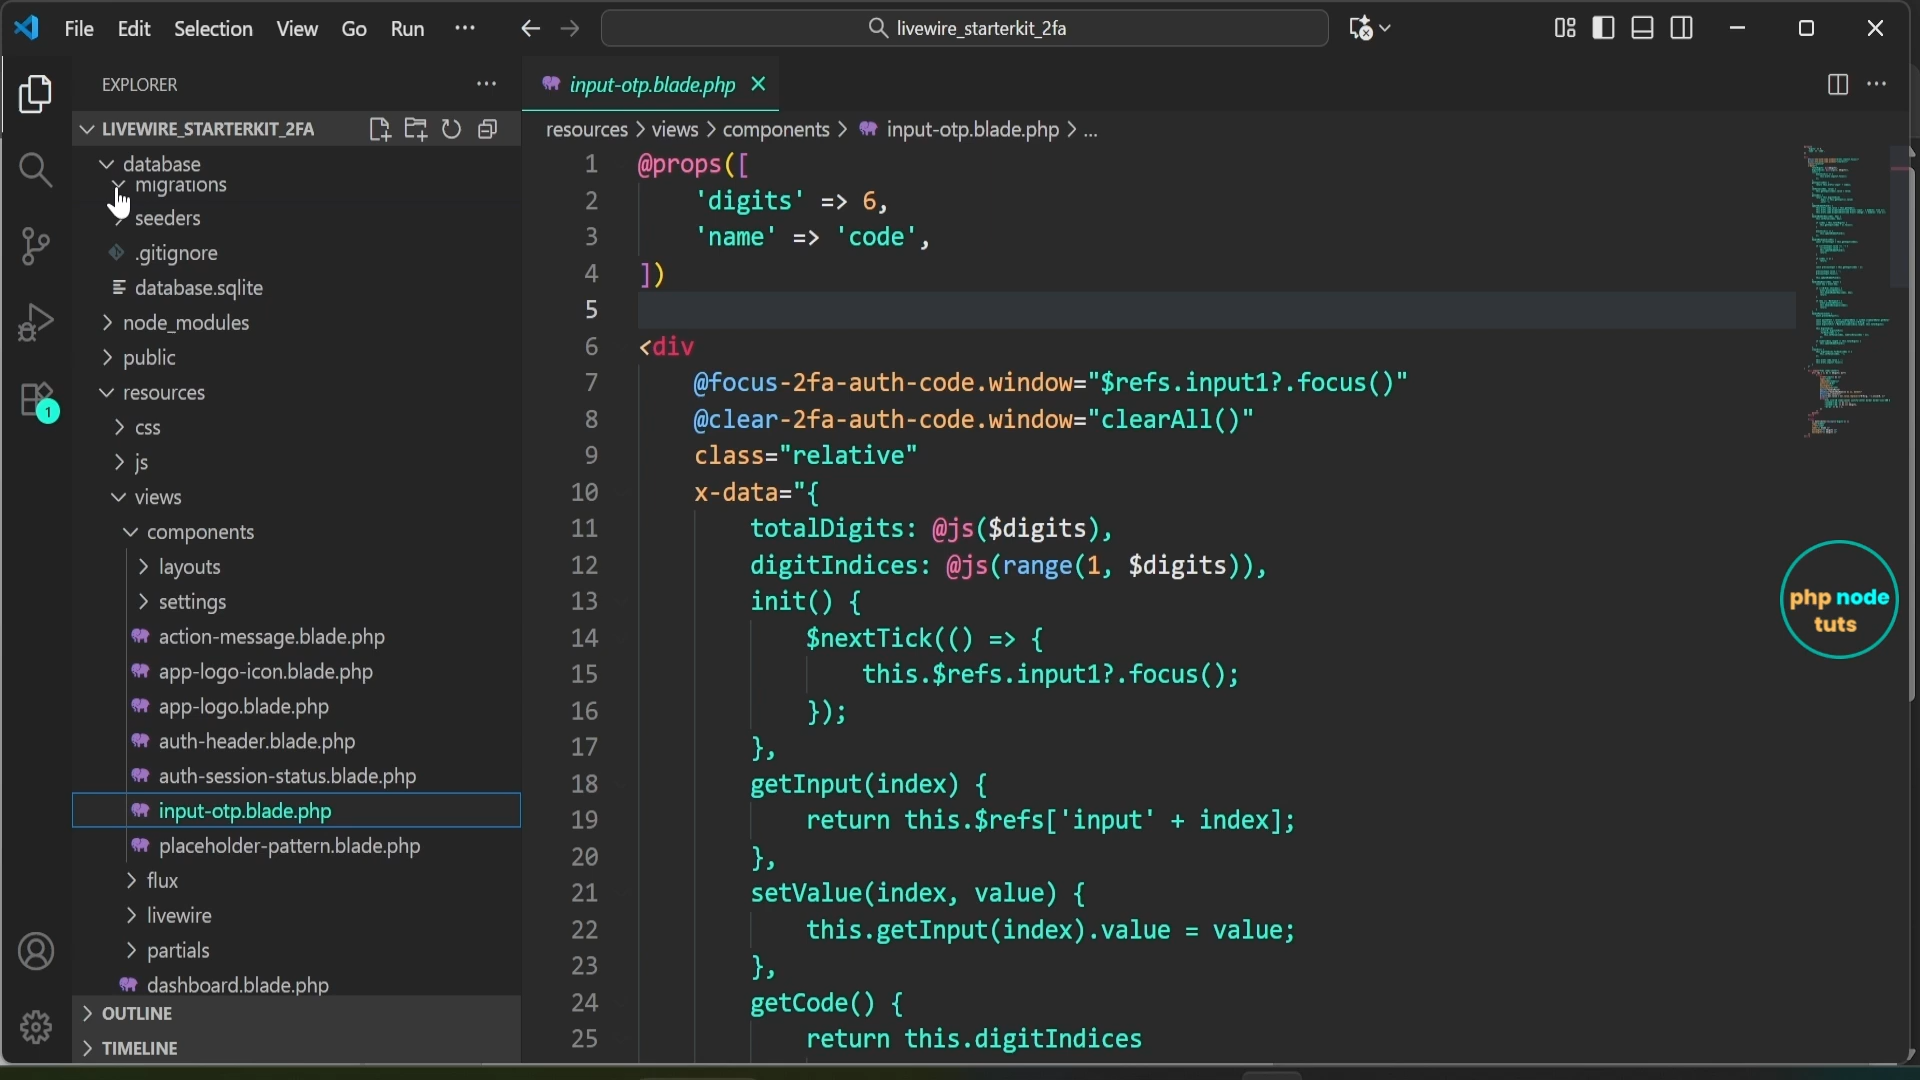 File Edit Selection View Go Run ··· livewire_starterkit_2fa
EXPLORER
LIVEWIRE_STARTERKIT_2FA
database
migrations
seeders
.gitignore
database.sqlite
node_modules
public
resources
css
js
views
components
layouts
settings
action-message.blade.php
app-logo-icon.blade.php
app-logo.blade.php
auth-header.blade.php
auth-session-status.blade.php
input-otp.blade.php
placeholder-pattern.blade.php
flux
livewire
partials
dashboard.blade.php
OUTLINE
TIMELINE
1
input-otp.blade.php
resources > views > components > input-otp.blade.php > ...
1 @props([
2 'digits' => 6,
3 'name' => 'code',
4 ])
5
6 <div
7 @focus-2fa-auth-code.window="$refs.input1?.focus()"
8 @clear-2fa-auth-code.window="clearAll()"
9 class="relative"
10 x-data="{
11 totalDigits: @js($digits),
12 digitIndices: @js(range(1, $digits)),
13 init() {
14 $nextTick(() => {
15 this.$refs.input1?.focus();
16 });
17 },
18 getInput(index) {
19 return this.$refs['input' + index];
20 },
21 setValue(index, value) {
22 this.getInput(index).value = value;
23 },
24 getCode() {
25 return this.digitIndices
php node
tuts